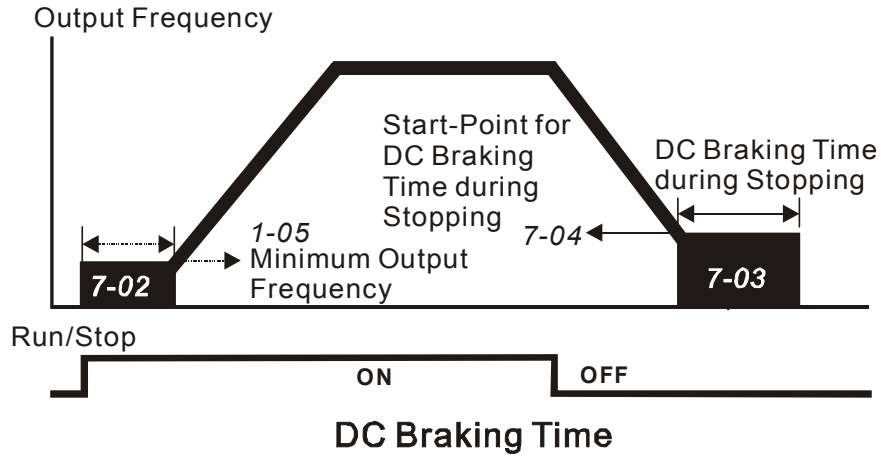 Output Frequency
Start-Point for
DC Braking
Time during
Stopping
DC Braking Time
during Stopping
1-05
Minimum Output
Frequency
7-04
7-02
7-03
Run/Stop
ON
OFF
DC Braking Time